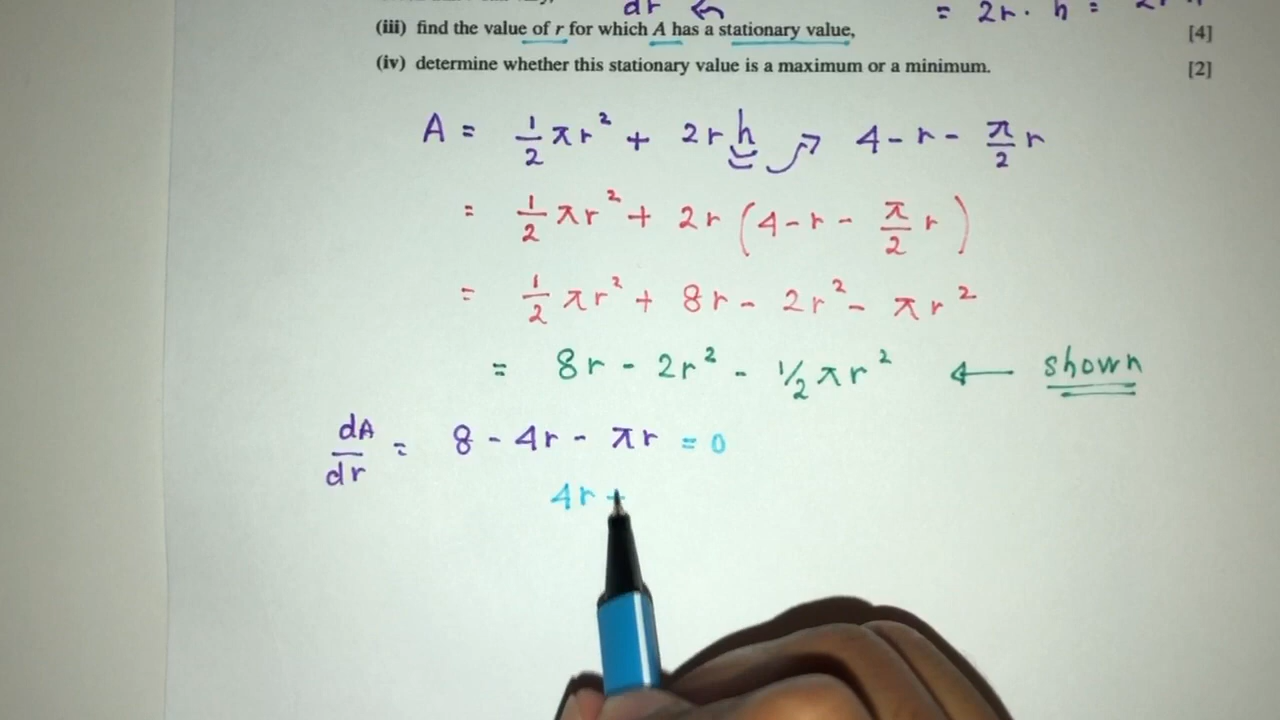 dr = 2r · h =
(iii) find the value of r for which A has a stationary value, [4]
(iv) determine whether this stationary value is a maximum or a minimum. [2]
A = 1/2 πr² + 2rh → 4 - r - π/2 r
= 1/2 πr² + 2r (4 - r - π/2 r)
= 1/2 πr² + 8r - 2r² - πr²
= 8r - 2r² - 1/2 πr² ← shown
dA/dr = 8 - 4r - πr = 0
4r +